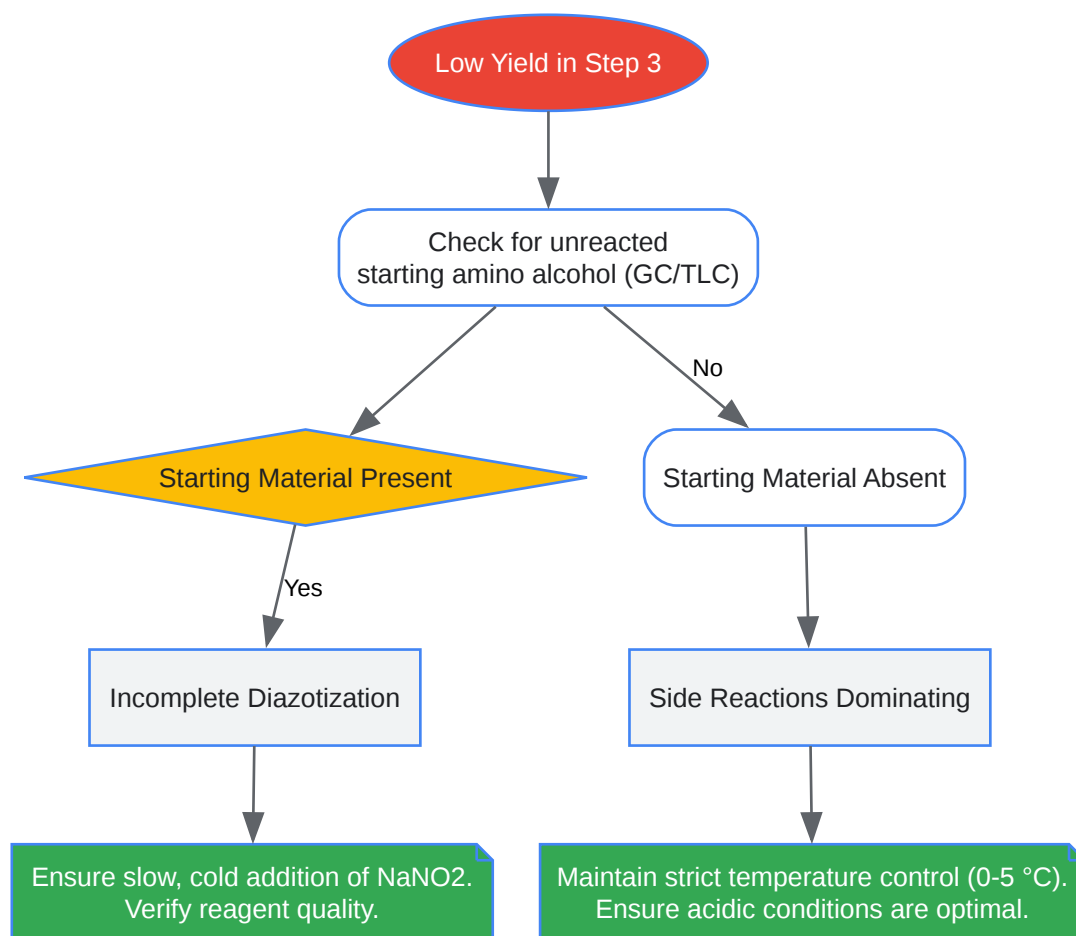 Low Yield in Step 3
Check for unreacted
starting amino alcohol (GC/TLC)
No
Starting Material Present
Starting Material Absent
Yes
Incomplete Diazotization
Side Reactions Dominating
Ensure slow, cold addition of NaNO2.
Verify reagent quality.
Maintain strict temperature control (0-5 °C).
Ensure acidic conditions are optimal.